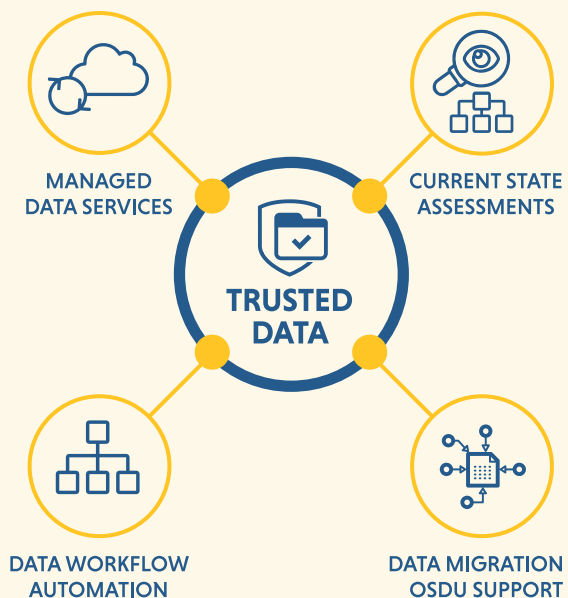 MANAGED
DATA SERVICES
CURRENT STATE
ASSESSMENTS
TRUSTED
DATA
DATA WORKFLOW
AUTOMATION
DATA MIGRATION
OSDU SUPPORT